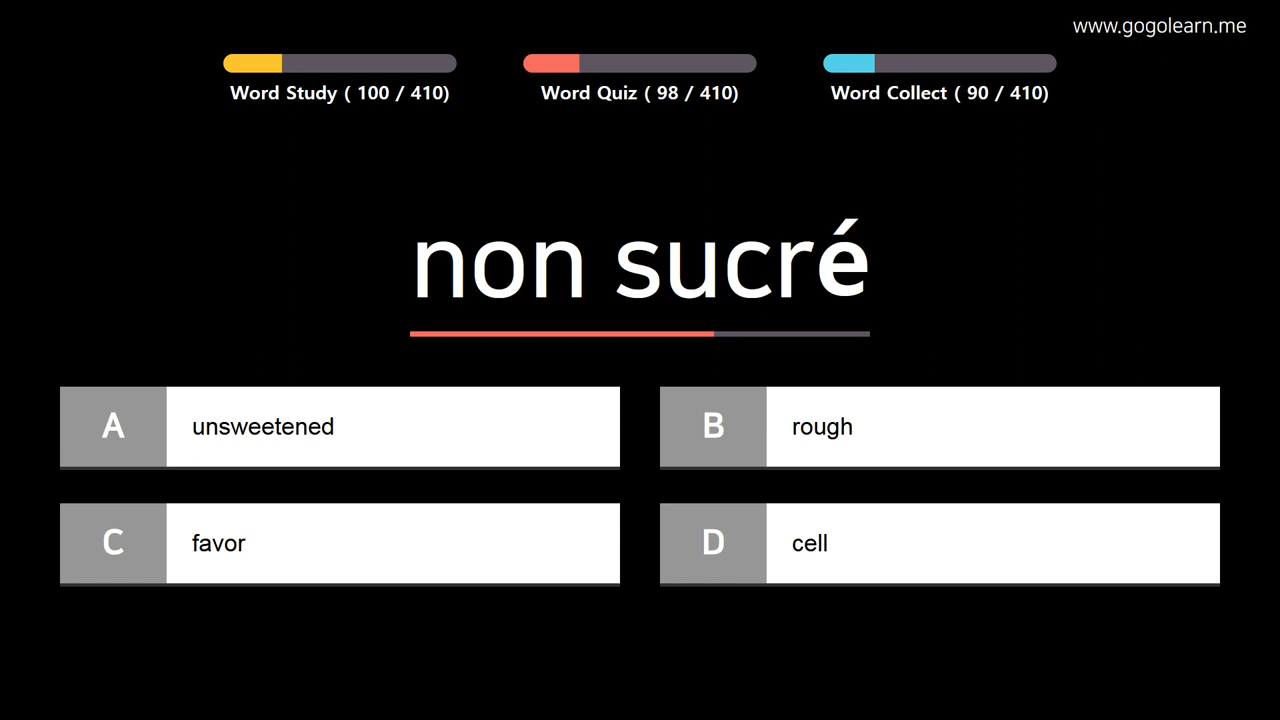 www.gogolearn.me
Word Study ( 100 / 410)
Word Quiz ( 98 / 410)
Word Collect ( 90 / 410)
non sucré
A unsweetened
B rough
C favor
D cell